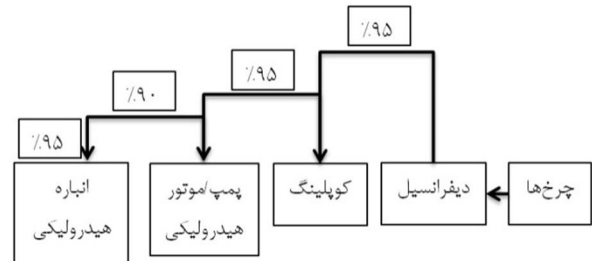 ٪۹۵
٪۹۵
٪۹۰
٪۹۵
چرخ‌ها
دیفرانسیل
کوپلینگ
پمپ/موتور
هیدرولیکی
انباره
هیدرولیکی